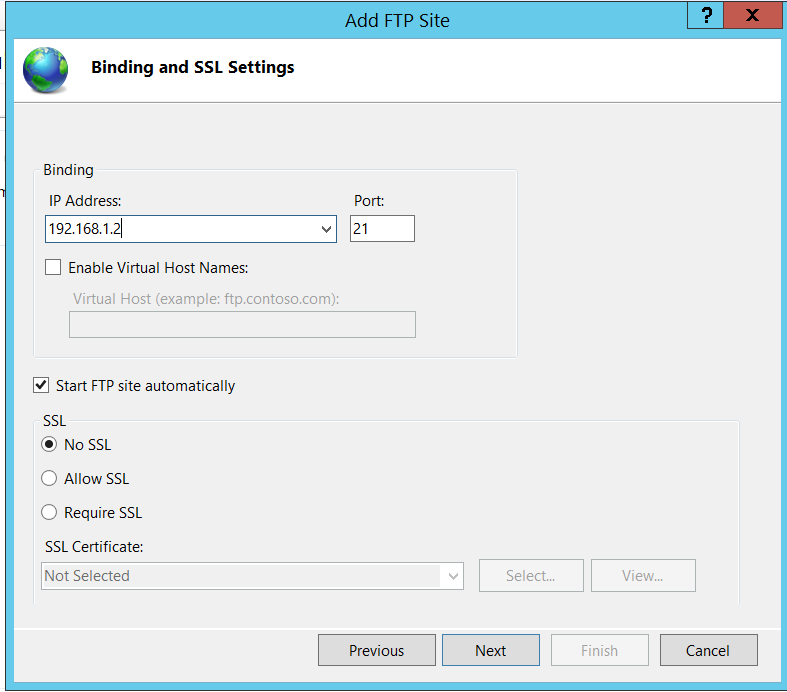 Add FTP Site
?
X
Binding and SSL Settings
Binding
IP Address: Port:
192.168.1.2 21
Enable Virtual Host Names:
Virtual Host (example: ftp.contoso.com):
Start FTP site automatically
SSL
No SSL
Allow SSL
Require SSL
SSL Certificate:
Not Selected Select... View...
Previous Next Finish Cancel